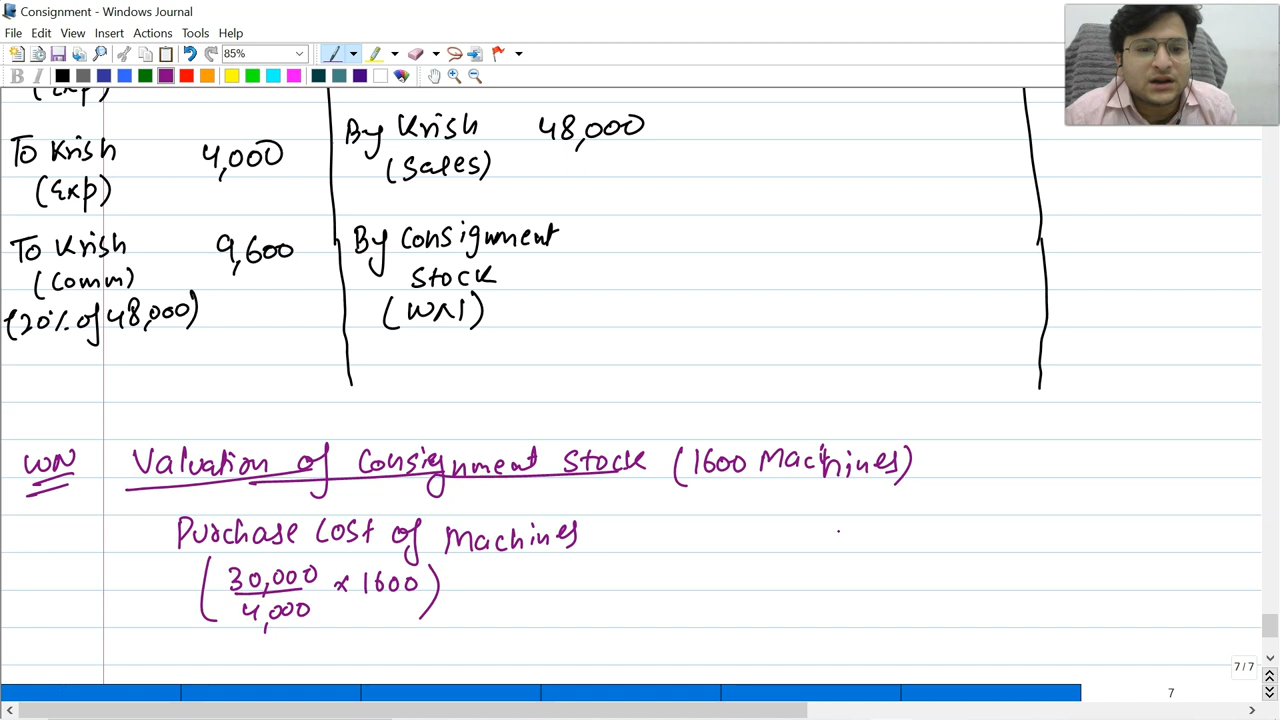 Consignment - Windows Journal
File Edit View Insert Actions Tools Help
85%
B I
(Exp)
To Krish 4,000
(Exp)
To Krish 9,600
(Comm)
(20% of 48,000)
By Krish 48,000
(Sales)
By Consignment
Stock
(WN1)
WN Valuation of Consignment Stock (1600 Machines)
Purchase Cost of Machines
(30,000/4,000 × 1600)
7 / 7
7